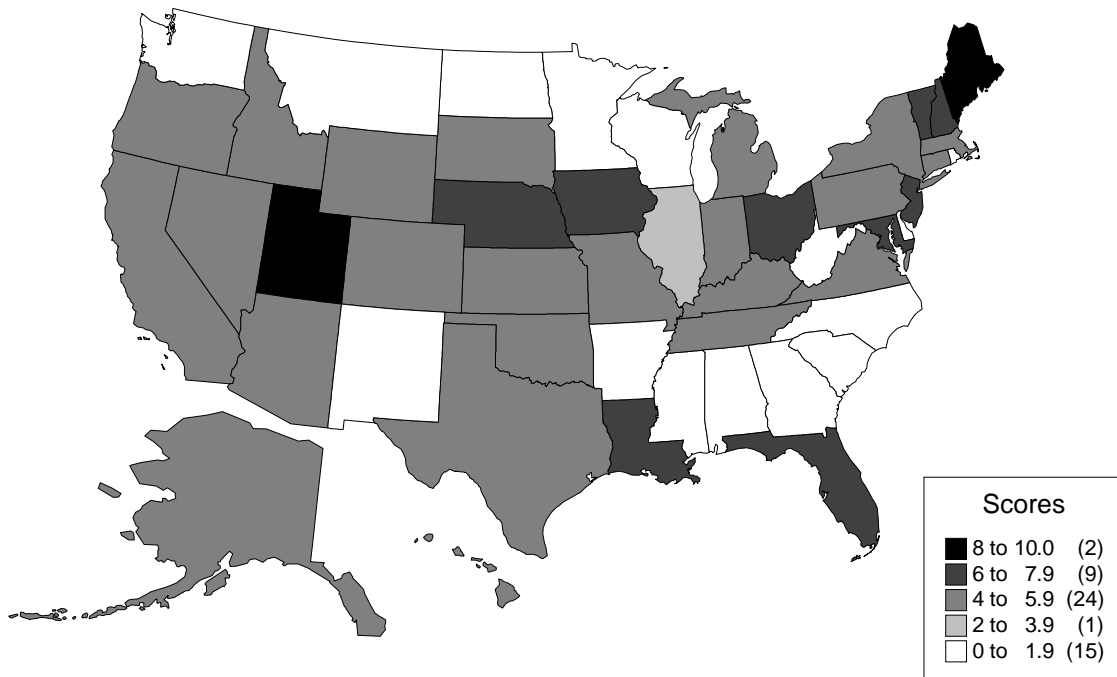 Scores
8 to 10.0 (2)
6 to 7.9 (9)
4 to 5.9 (24)
2 to 3.9 (1)
0 to 1.9 (15)